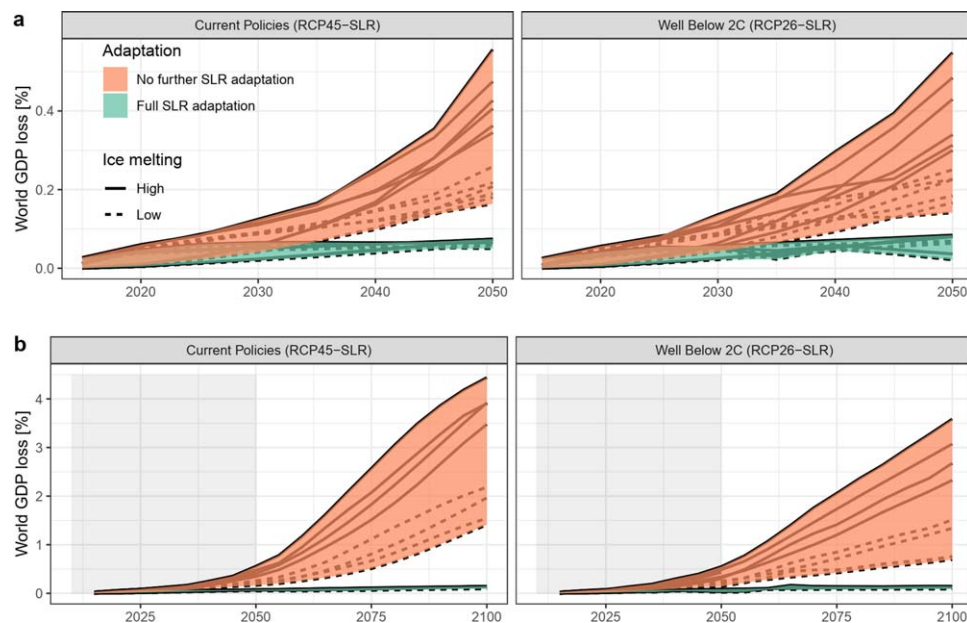 a
Current Policies (RCP45−SLR)
Well Below 2C (RCP26−SLR)
World GDP loss [%]
0.4
0.2
0.0
Adaptation
No further SLR adaptation
Full SLR adaptation
Ice melting
High
Low
2020 2030 2040 2050
2020 2030 2040 2050
b
Current Policies (RCP45−SLR)
Well Below 2C (RCP26−SLR)
World GDP loss [%]
4
3
2
1
0
2025 2050 2075 2100
2025 2050 2075 2100